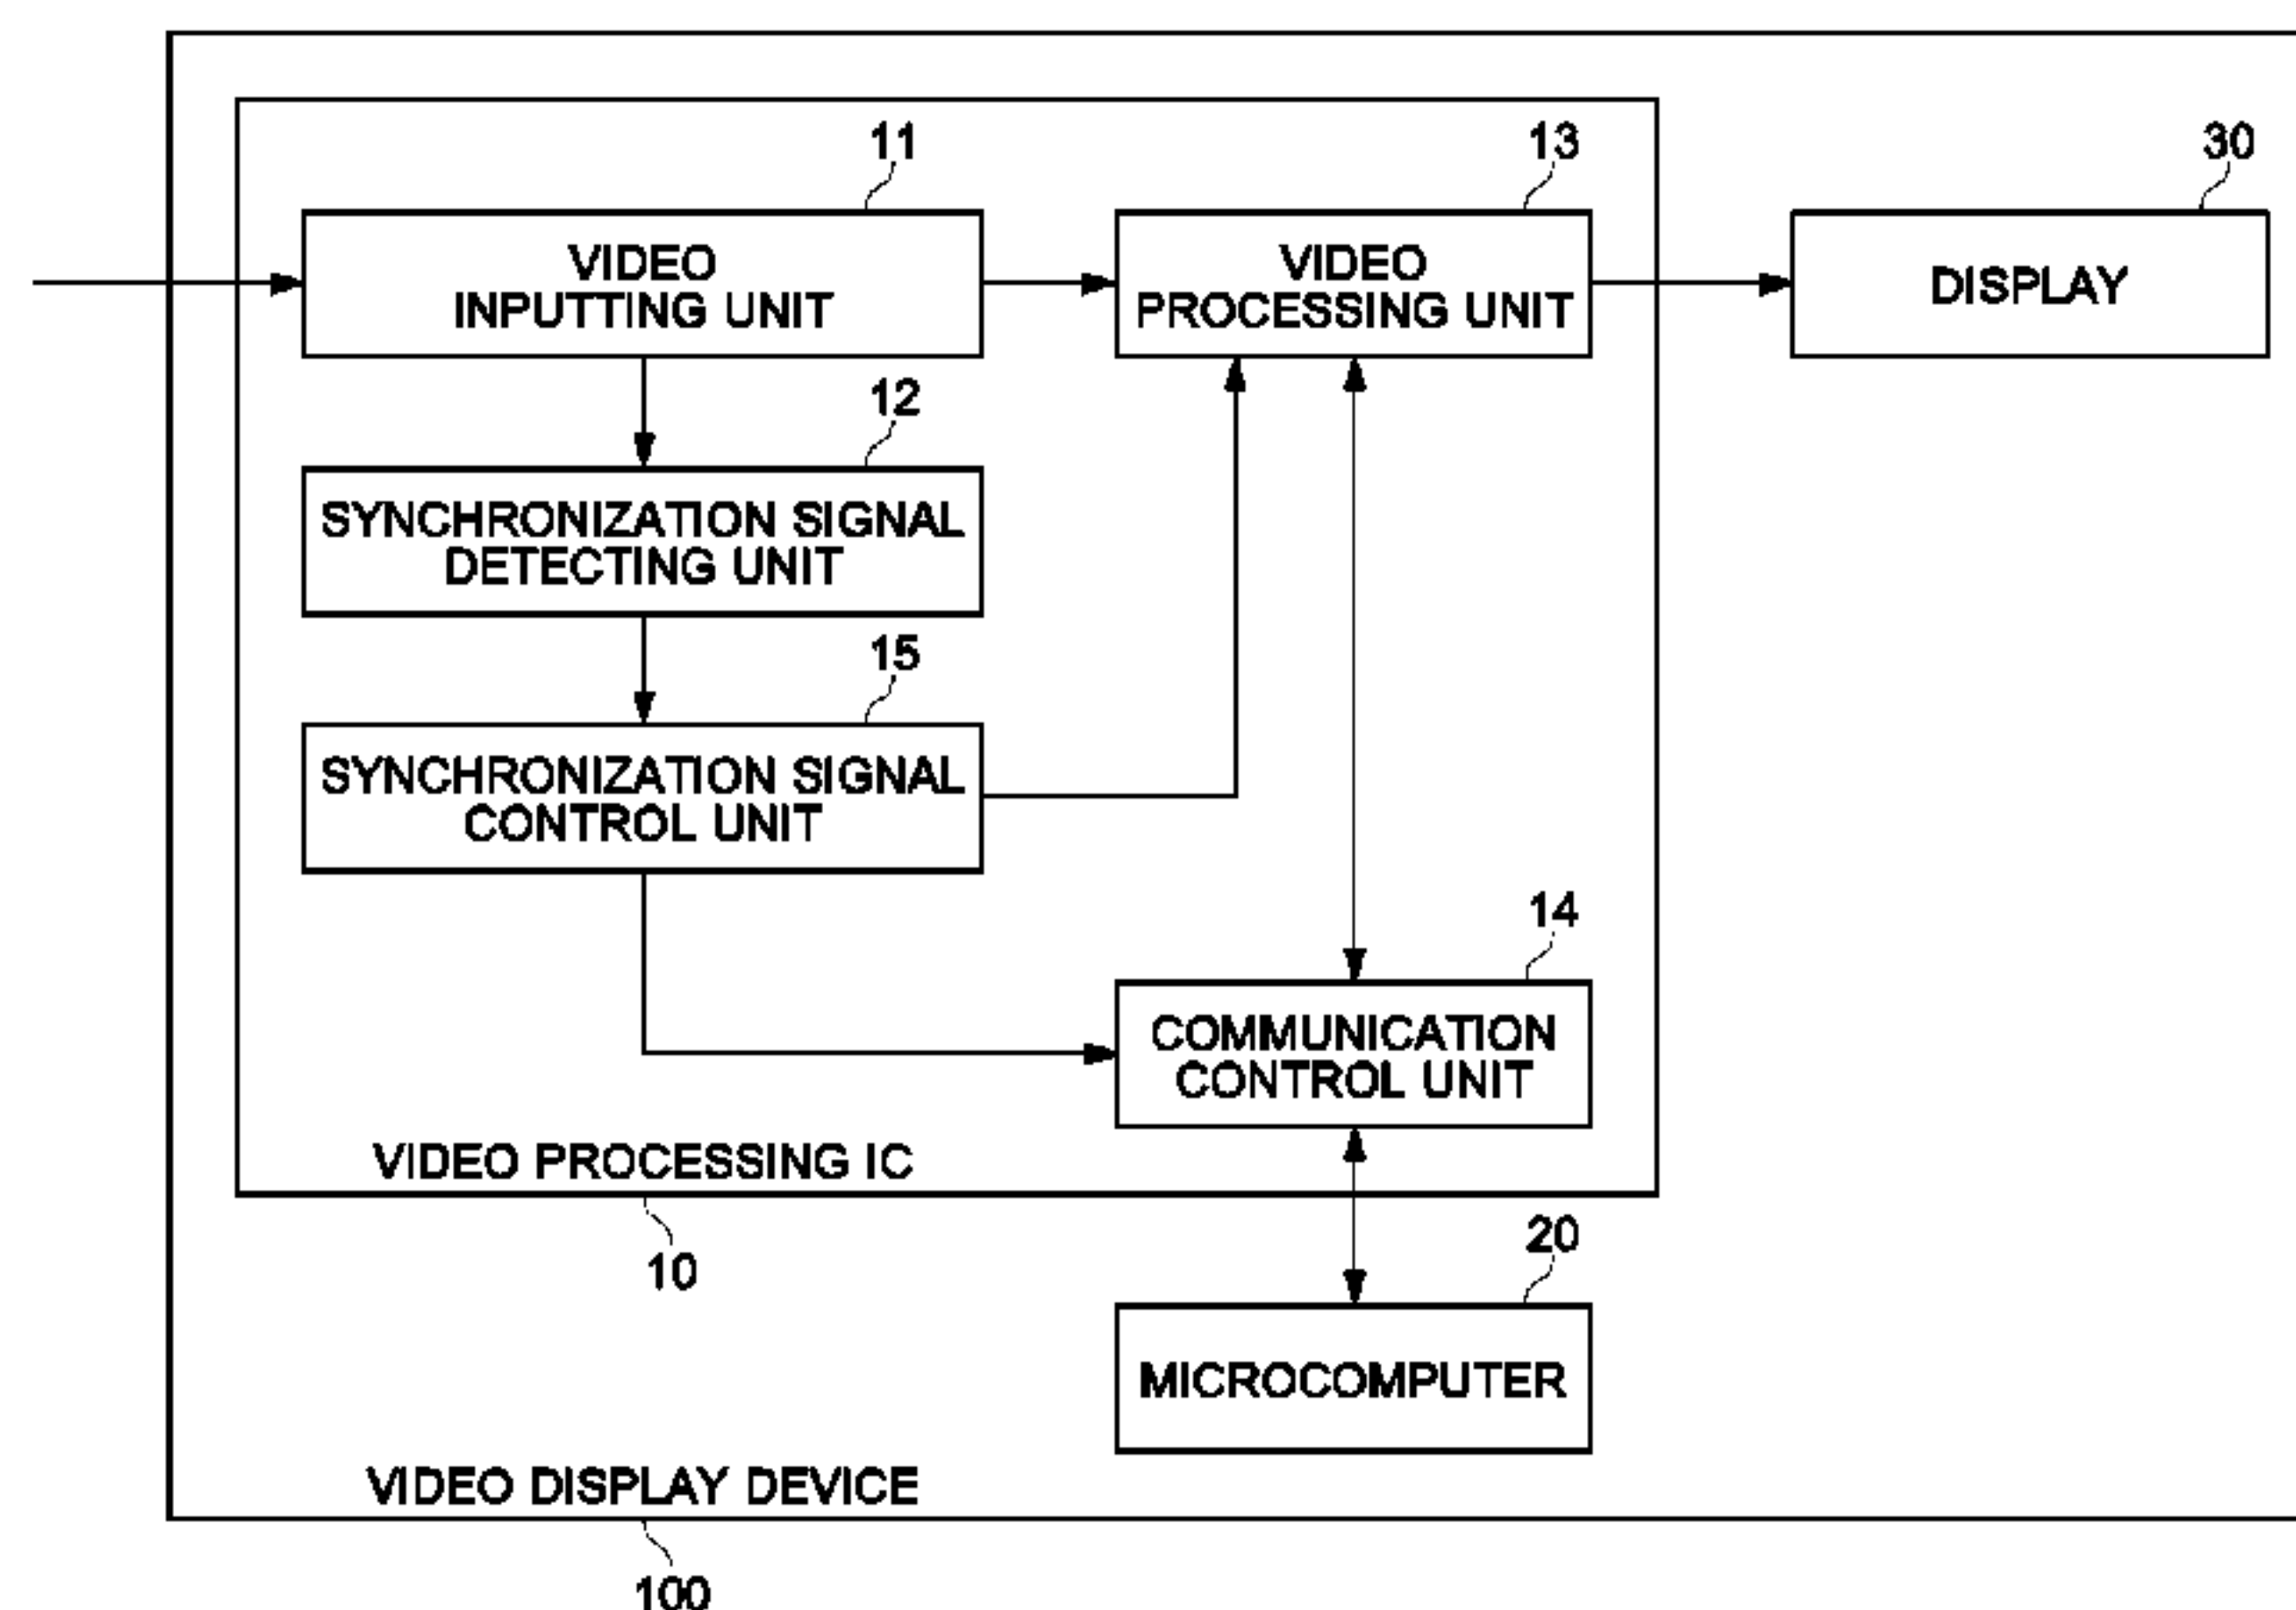 11
13
30
VIDEO
INPUTTING UNIT
VIDEO
PROCESSING UNIT
DISPLAY
12
SYNCHRONIZATION SIGNAL
DETECTING UNIT
15
SYNCHRONIZATION SIGNAL
CONTROL UNIT
14
COMMUNICATION
CONTROL UNIT
VIDEO PROCESSING IC
10
20
MICROCOMPUTER
VIDEO DISPLAY DEVICE
100